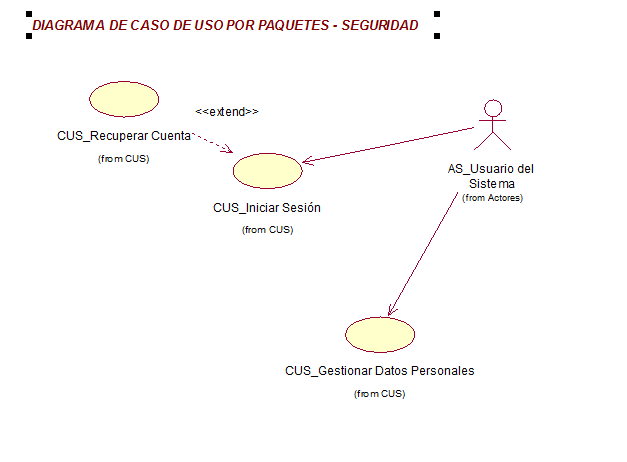 DIAGRAMA DE CASO DE USO POR PAQUETES - SEGURIDAD
<<extend>>
CUS_Recuperar Cuenta
(from CUS)
AS_Usuario del
Sistema
(from Actores)
CUS_Iniciar Sesión
(from CUS)
CUS_Gestionar Datos Personales
(from CUS)